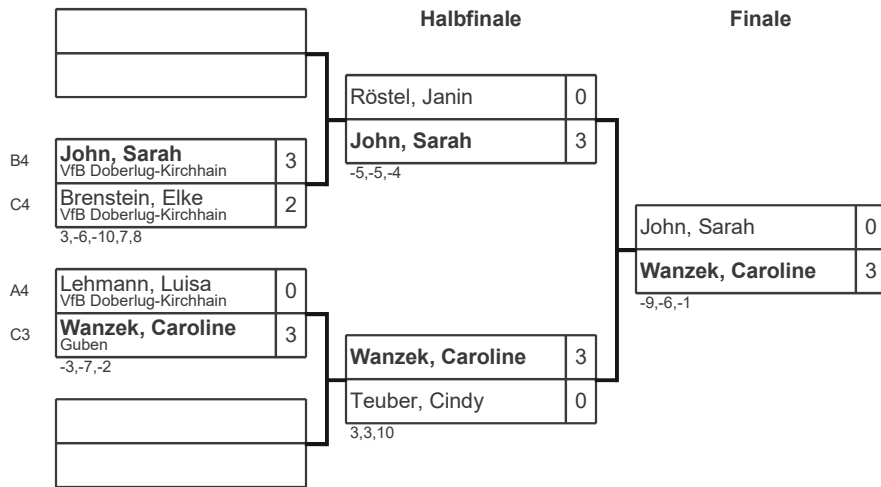 Halbfinale
Finale
Röstel, Janin 0
John, Sarah 3
-5,-5,-4
B4 John, Sarah 3
VfB Doberlug-Kirchhain
C4 Brenstein, Elke 2
VfB Doberlug-Kirchhain
3,-6,-10,7,8
John, Sarah 0
Wanzek, Caroline 3
-9,-6,-1
A4 Lehmann, Luisa 0
VfB Doberlug-Kirchhain
C3 Wanzek, Caroline 3
Guben
-3,-7,-2
Wanzek, Caroline 3
Teuber, Cindy 0
3,3,10